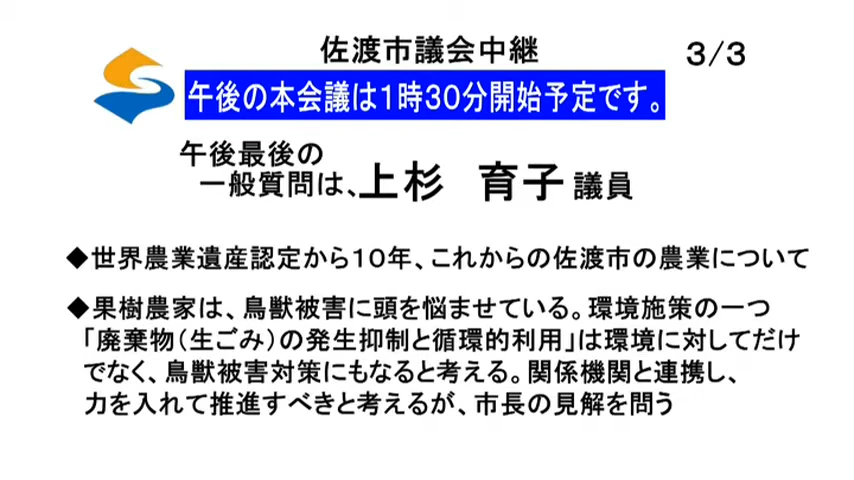 佐渡市議会中継
3/3
午後の本会議は1時30分開始予定です。
午後最後の
一般質問は、上杉 育子 議員
◆世界農業遺産認定から10年、これからの佐渡市の農業について
◆果樹農家は、鳥獣被害に頭を悩ませている。環境施策の一つ
「廃棄物(生ごみ)の発生抑制と循環的利用」は環境に対してだけ
でなく、鳥獣被害対策にもなると考える。関係機関と連携し、
力を入れて推進すべきと考えるが、市長の見解を問う